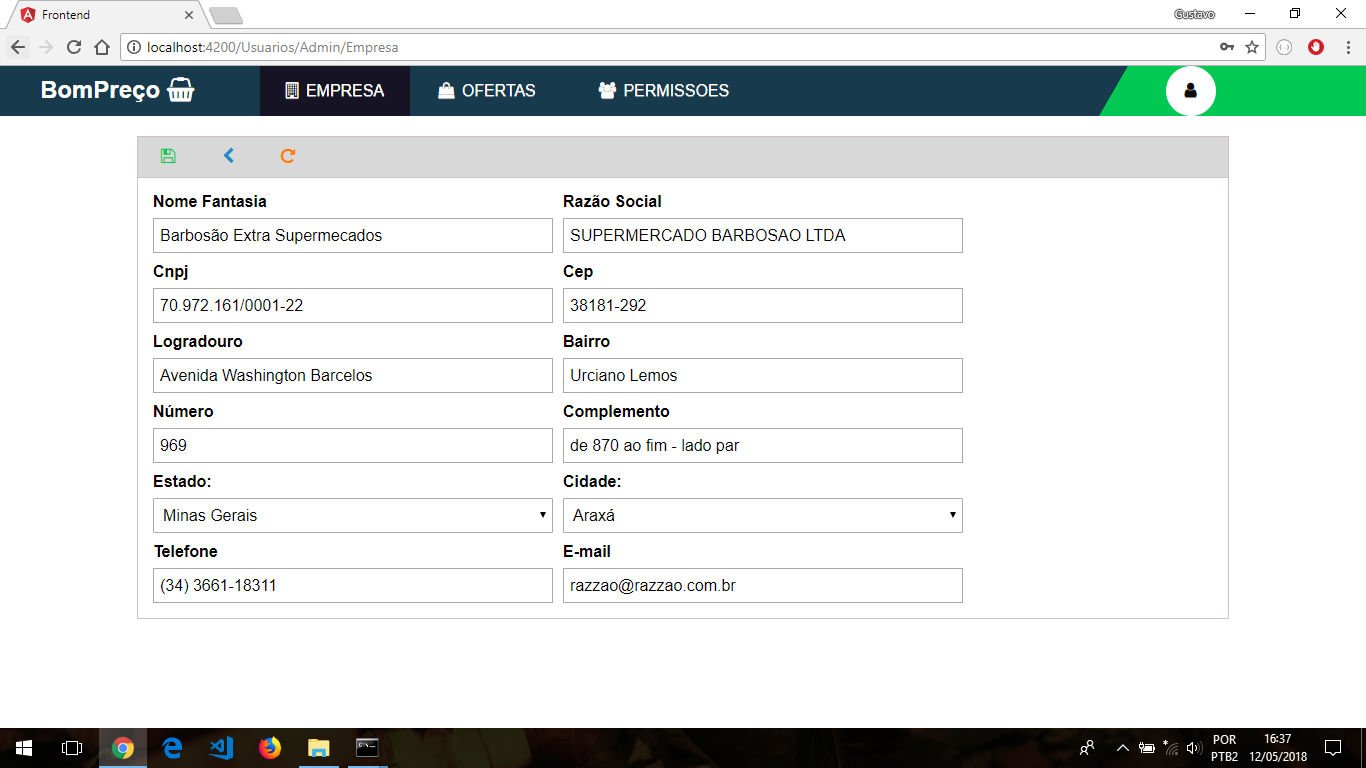 Frontend
Gustavo
localhost:4200/Usuarios/Admin/Empresa
BomPreço EMPRESA OFERTAS PERMISSOES
Nome Fantasia Razão Social
Barbosão Extra Supermecados SUPERMERCADO BARBOSAO LTDA
Cnpj Cep
70.972.161/0001-22 38181-292
Logradouro Bairro
Avenida Washington Barcelos Urciano Lemos
Número Complemento
969 de 870 ao fim - lado par
Estado: Cidade:
Minas Gerais Araxá
Telefone E-mail
(34) 3661-18311 razzao@razzao.com.br
POR 16:37
PTB2 12/05/2018